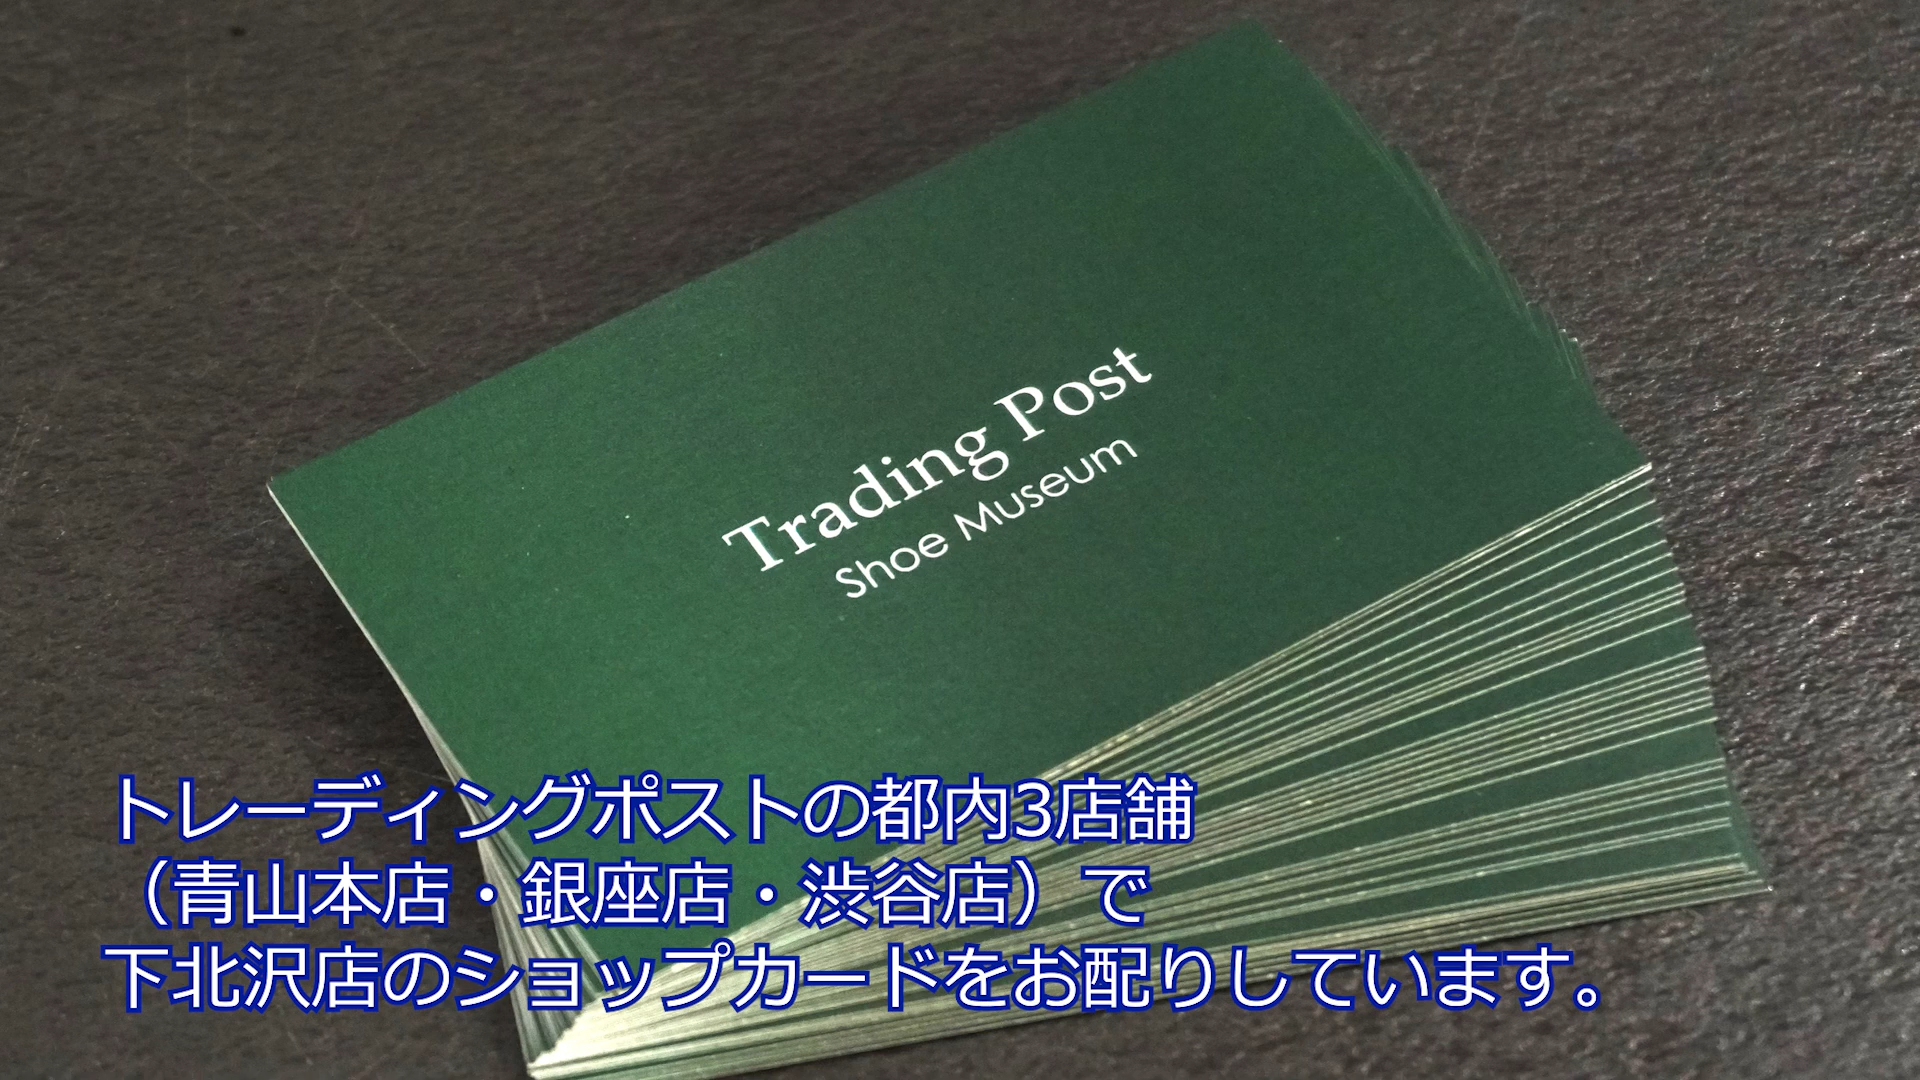 Trading Post
Shoe Museum
トレーディングポストの都内3店舗
（青山本店・銀座店・渋谷店）で
下北沢店のショップカードをお配りしています。